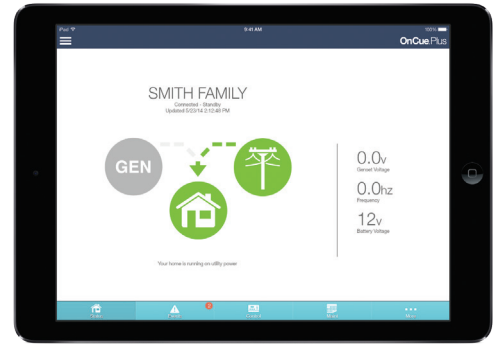 iPad
9:41 AM
100%
OnCue.Plus
SMITH FAMILY
Connected - Standby
Updated 5/23/14 2:12:48 PM
GEN
0.0v
Genset Voltage
0.0hz
Frequency
12v
Battery Voltage
Your home is running on utility power
2